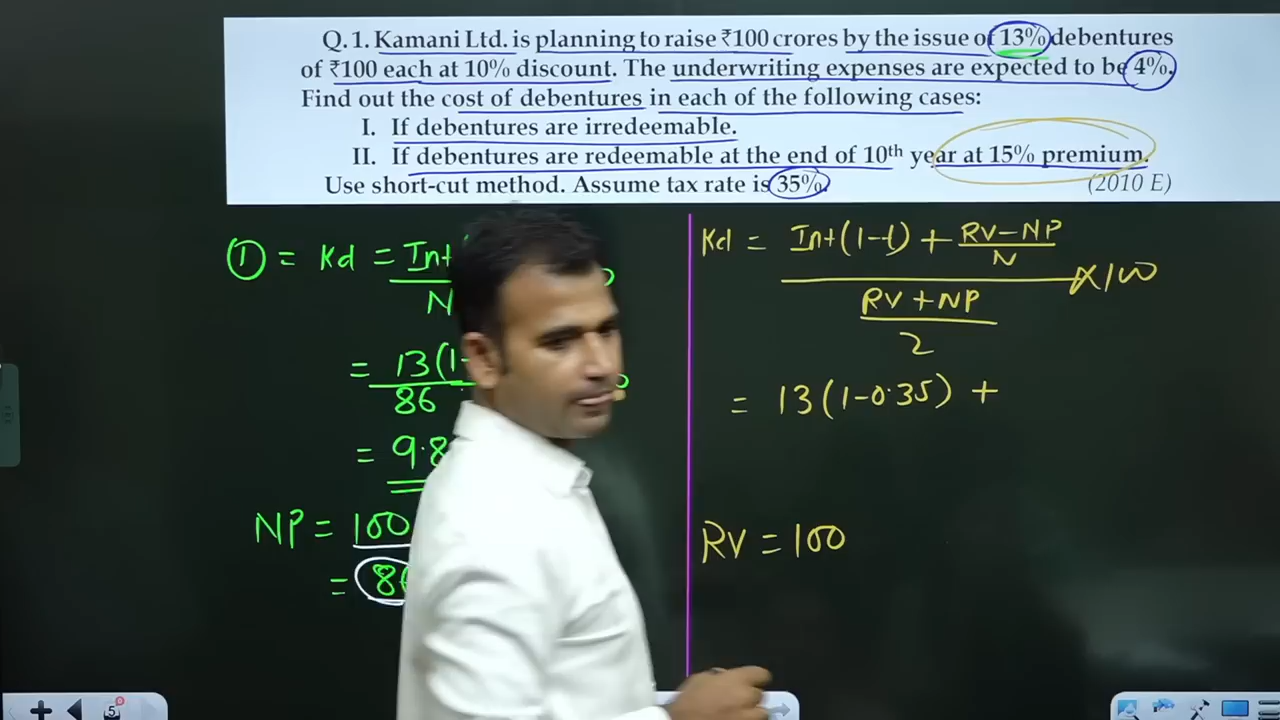 Q. 1. Kamani Ltd. is planning to raise ₹100 crores by the issue of 13% debentures
of ₹100 each at 10% discount. The underwriting expenses are expected to be 4%.
Find out the cost of debentures in each of the following cases:
I. If debentures are irredeemable.
II. If debentures are redeemable at the end of 10th year at 15% premium.
Use short-cut method. Assume tax rate is 35%. (2010 E)
① = Kd = Int
N
= 13(1-
86
= 9.8
NP = 100
= 86
Kd = Int(1-t) + RV-NP
N
×100
RV + NP
2
= 13(1-0.35) +
RV = 100
5